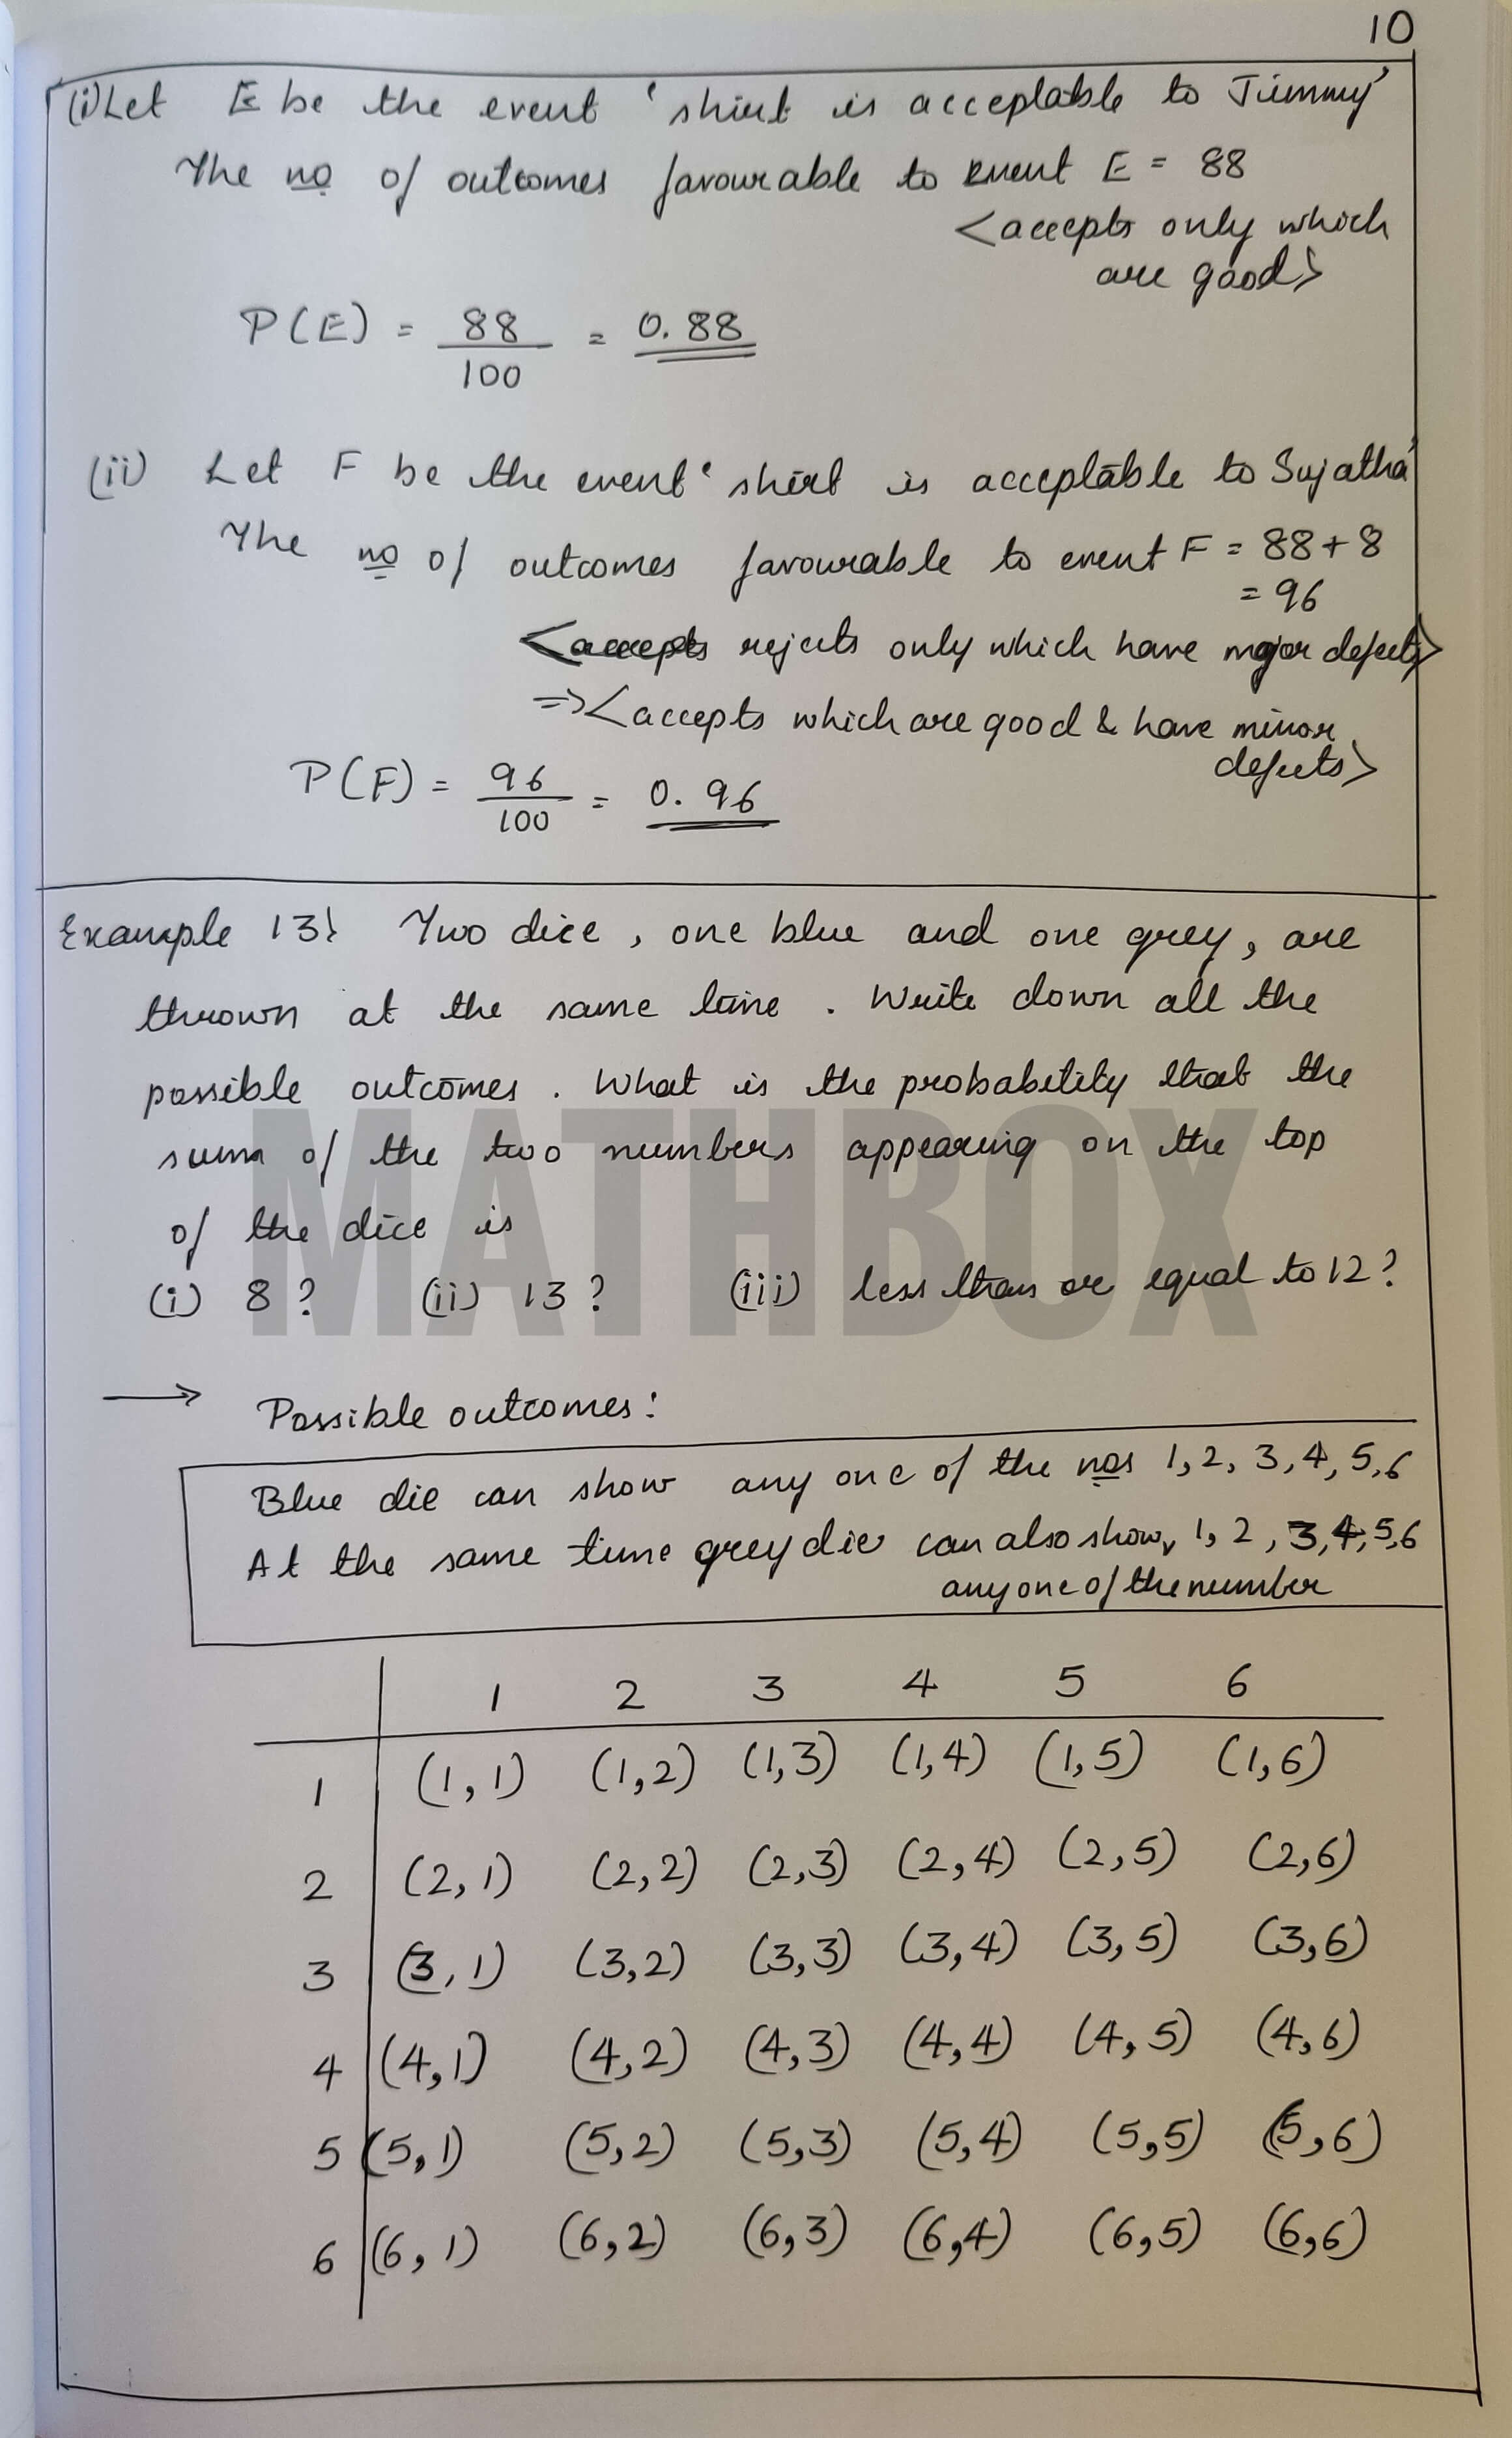 10
(i) Let E be the event 'shirt is acceptable to Jimmy'
The no of outcomes favourable to event E = 88
<accepts only which
are good>
P(E) = 88/100 = 0.88
(ii) Let F be the event 'shirt is acceptable to Sujatha'
The no of outcomes favourable to event F = 88+8
= 96
<accepts rejects only which have major defects>
=> <accepts which are good & have minor
defects>
P(F) = 96/100 = 0.96
Example 13} Two dice, one blue and one grey, are
thrown at the same time. Write down all the
possible outcomes. What is the probability that the
sum of the two numbers appearing on the top
of the dice is
(i) 8? (ii) 13? (iii) less than or equal to 12?
MATHBOX
→ Possible outcomes:
Blue die can show any one of the nos 1, 2, 3, 4, 5, 6
At the same time grey die can also show, 1, 2, 3, 4, 5, 6
any one of the number
1 2 3 4 5 6
1 (1,1) (1,2) (1,3) (1,4) (1,5) (1,6)
2 (2,1) (2,2) (2,3) (2,4) (2,5) (2,6)
3 (3,1) (3,2) (3,3) (3,4) (3,5) (3,6)
4 (4,1) (4,2) (4,3) (4,4) (4,5) (4,6)
5 (5,1) (5,2) (5,3) (5,4) (5,5) (5,6)
6 (6,1) (6,2) (6,3) (6,4) (6,5) (6,6)